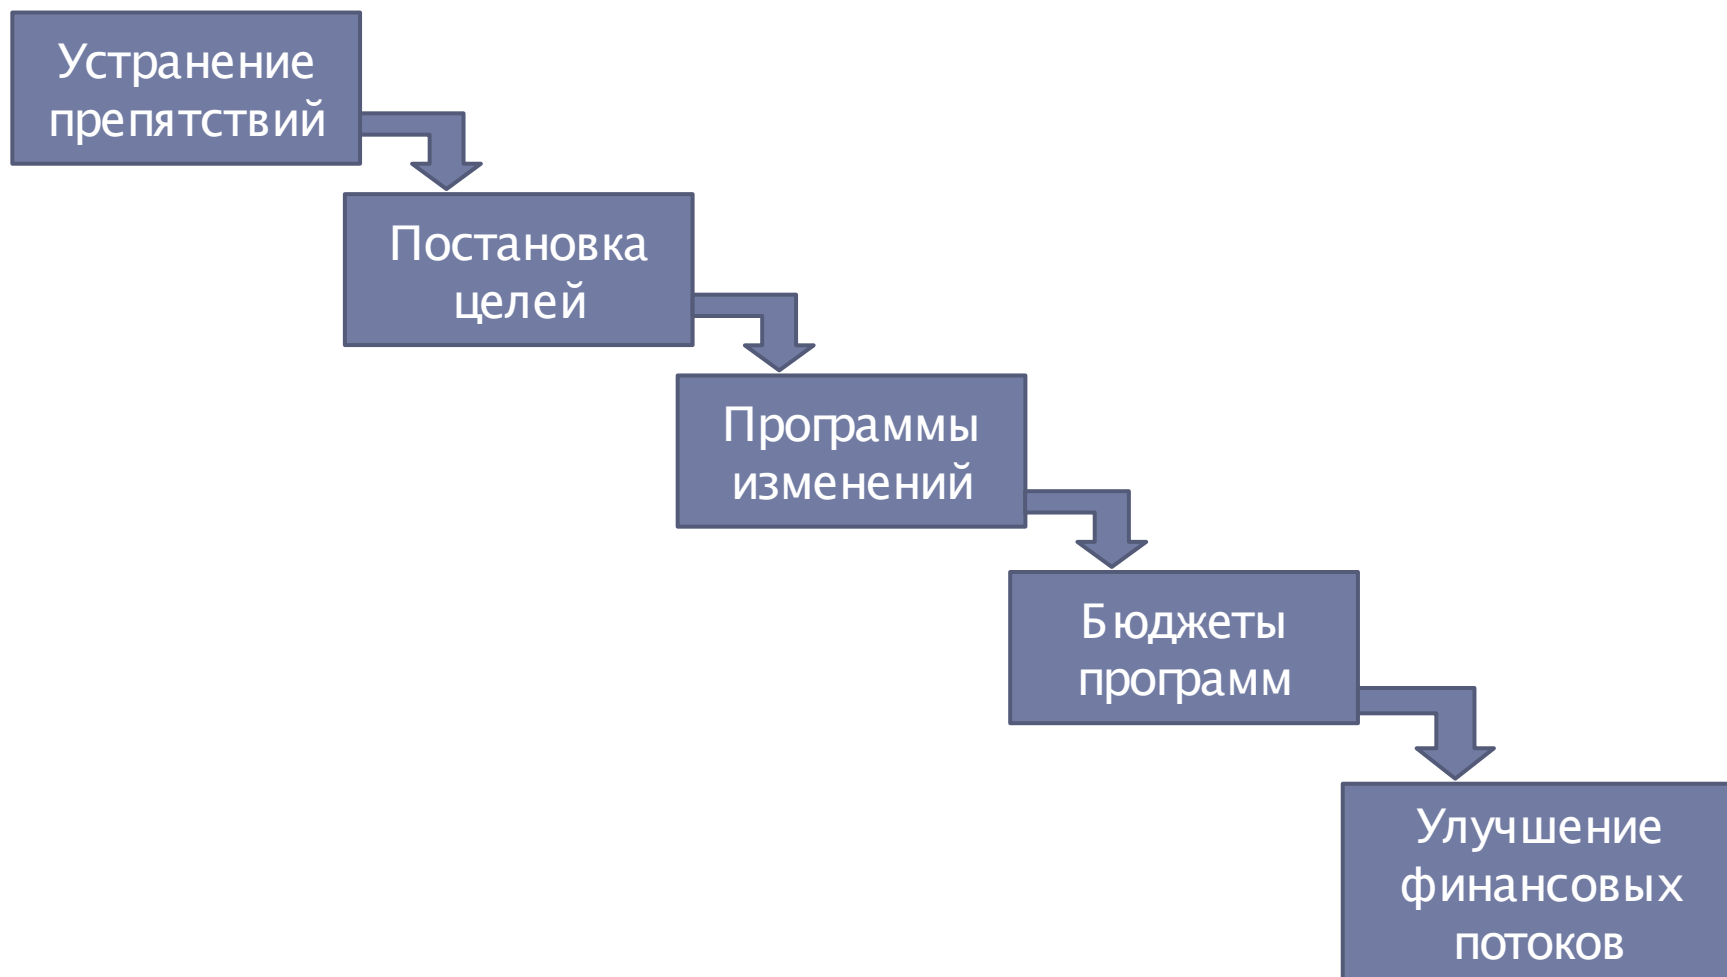 Устранение
препятствий
Постановка
целей
Программы
изменений
Бюджеты
программ
Улучшение
финансовых
потоков